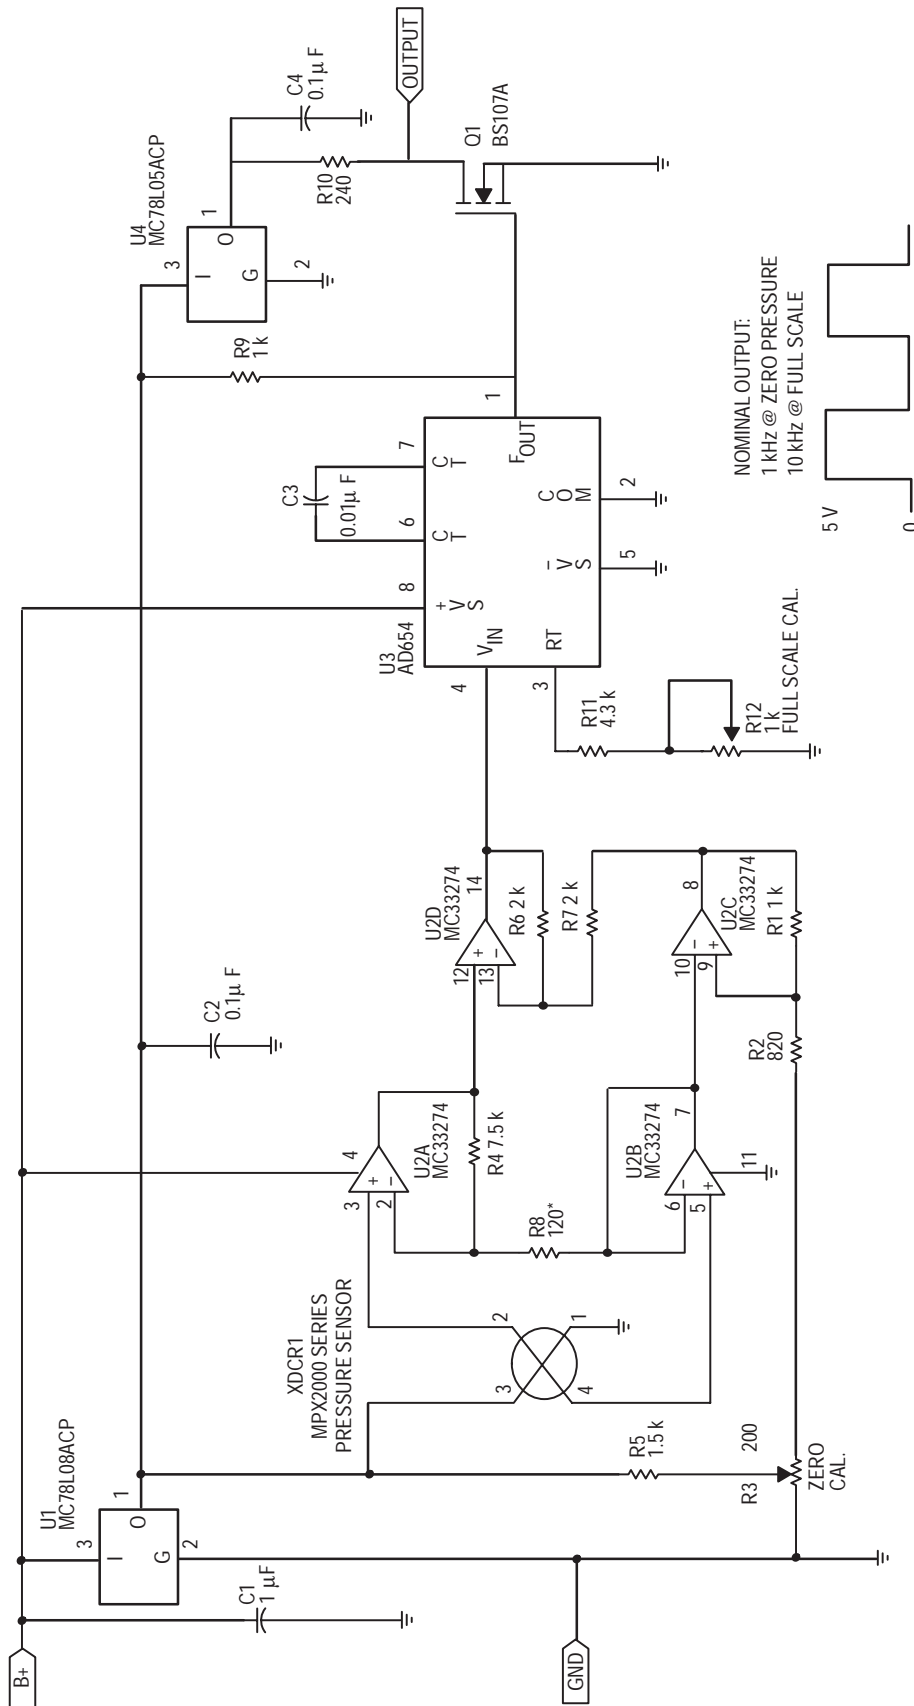 B+
C1
1 µF
U1
MC78L08ACP
3
I
O
1
G
2
GND
XDCR1
MPX2000 SERIES
PRESSURE SENSOR
3
2
4
1
R5
1.5 k
R3
200
ZERO
CAL.
C2
0.1µ F
3
+
2
−
4
U2A
MC33274
R4 7.5 k
R8
120*
6
−
5
+
7
U2B
MC33274
11
R2
820
12
+
13
−
14
U2D
MC33274
R6 2 k
R7 2 k
10
−
9
+
8
U2C
MC33274
R1 1 k
U3
AD654
4
VIN
3
RT
8
+
V
S
6
C
T
7
C
T
C3
0.01µ F
1
FOUT
−
V
S
5
C
O
M
2
R11
4.3 k
R12
1 k
FULL SCALE CAL.
R9
1 k
U4
MC78L05ACP
3
I
O
1
G
2
C4
0.1µ F
R10
240
OUTPUT
Q1
BS107A
NOMINAL OUTPUT:
1 kHz @ ZERO PRESSURE
10 kHz @ FULL SCALE
5 V
0